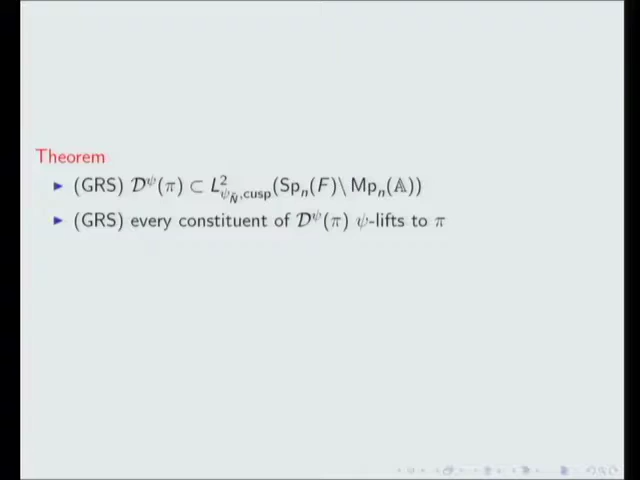 Theorem
▶ (GRS) 𝒟^ψ(π) ⊂ L²_{ψ_Ñ,cusp}(Sp_n(F)\ Mp_n(𝔸))
▶ (GRS) every constituent of 𝒟^ψ(π) ψ-lifts to π